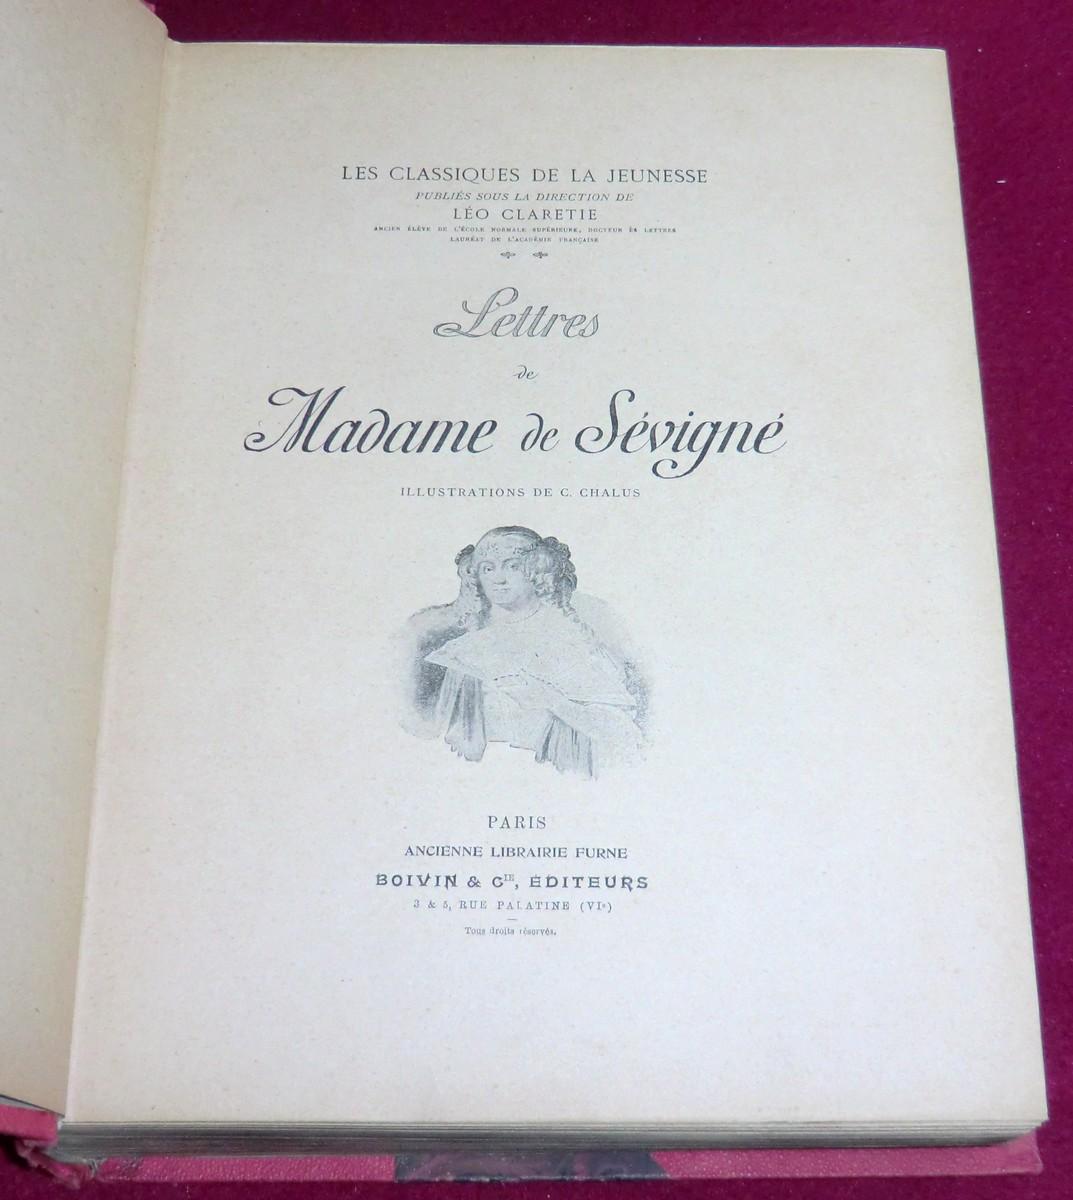 LES CLASSIQUES DE LA JEUNESSE
PUBLIÉS SOUS LA DIRECTION DE
LÉO CLARETIE
ANCIEN ÉLÈVE DE L'ÉCOLE NORMALE SUPÉRIEURE, DOCTEUR ÈS LETTRES
LAURÉAT DE L'ACADÉMIE FRANÇAISE
Lettres
de
Madame de Sévigné
ILLUSTRATIONS DE C. CHALUS
PARIS
ANCIENNE LIBRAIRIE FURNE
BOIVIN & CIE, ÉDITEURS
3 & 5, RUE PALATINE (VIe)
Tous droits réservés.